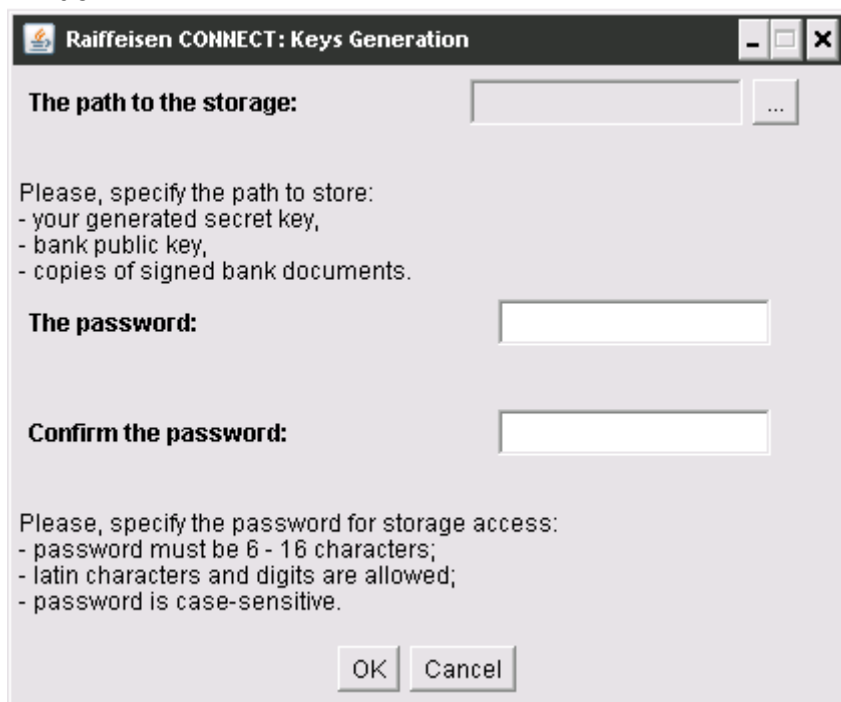 Raiffeisen CONNECT: Keys Generation
The path to the storage:
...
Please, specify the path to store:
- your generated secret key,
- bank public key,
- copies of signed bank documents.
The password:
Confirm the password:
Please, specify the password for storage access:
- password must be 6 - 16 characters;
- latin characters and digits are allowed;
- password is case-sensitive.
OK Cancel